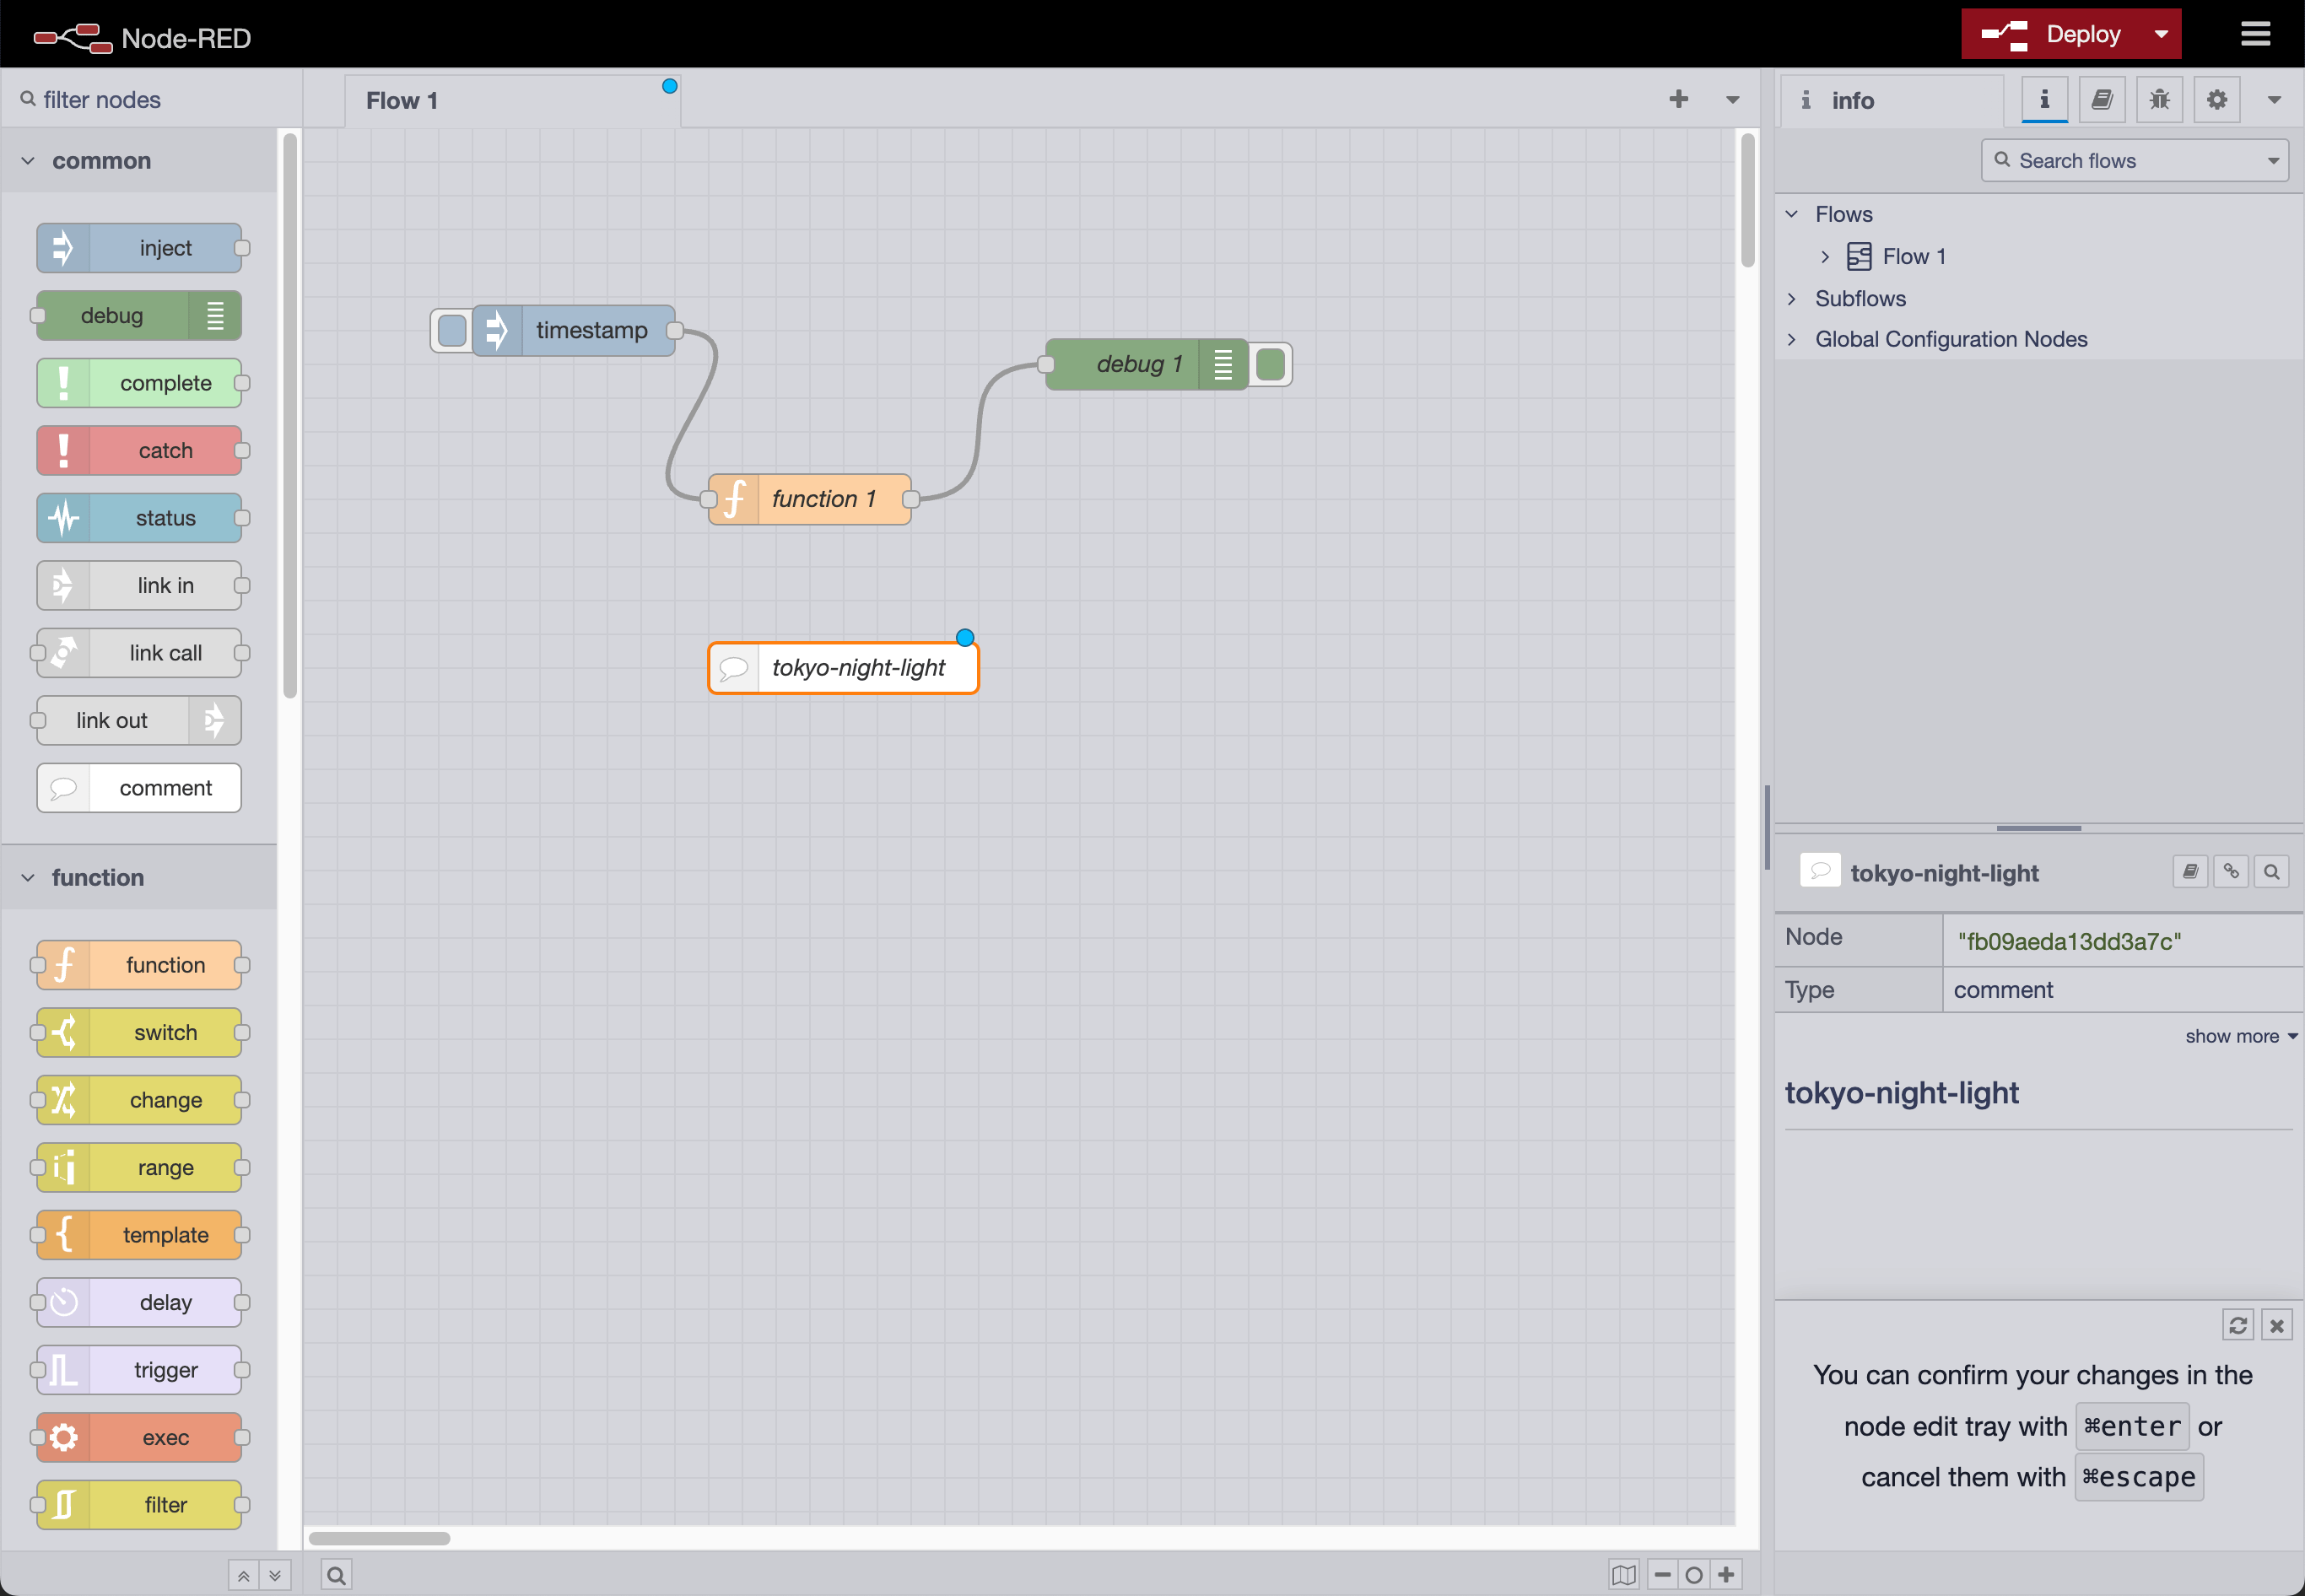 Node-RED
Deploy
filter nodes
Flow 1
info
common
Search flows
inject
debug
complete
catch
status
link in
link call
link out
comment
function
function
switch
change
range
template
delay
trigger
exec
filter
timestamp
debug 1
function 1
tokyo-night-light
Flows
Flow 1
Subflows
Global Configuration Nodes
tokyo-night-light
Node "fb09aeda13dd3a7c"
Type comment
show more
tokyo-night-light
You can confirm your changes in the
node edit tray with ⌘enter or
cancel them with ⌘escape